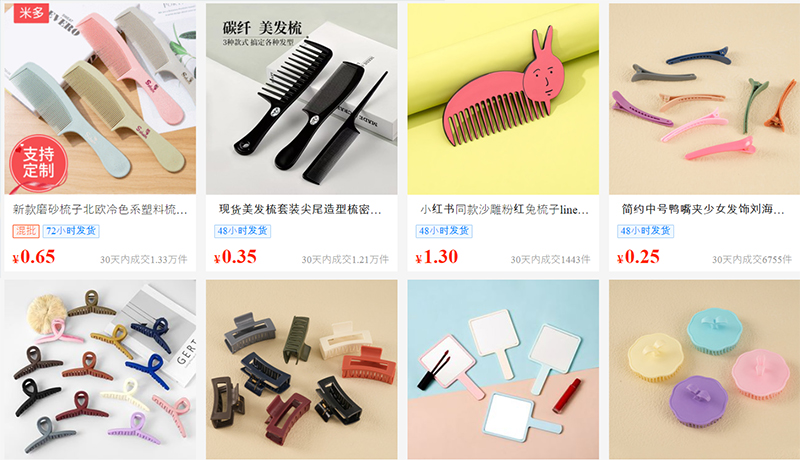 米多
支持
定制
碳纤 美发梳
3种款式 搞定各种发型
新款磨砂梳子北欧冷色系塑料梳…
现货美发梳套装尖尾造型梳密…
小红书同款沙雕粉红兔梳子line…
简约中号鸭嘴夹少女发饰刘海…
混批 72小时发货
48小时发货
48小时发货
48小时发货
¥0.65 30天内成交1.33万件
¥0.35 30天内成交1.21万件
¥1.30 30天内成交1443件
¥0.25 30天内成交6755件